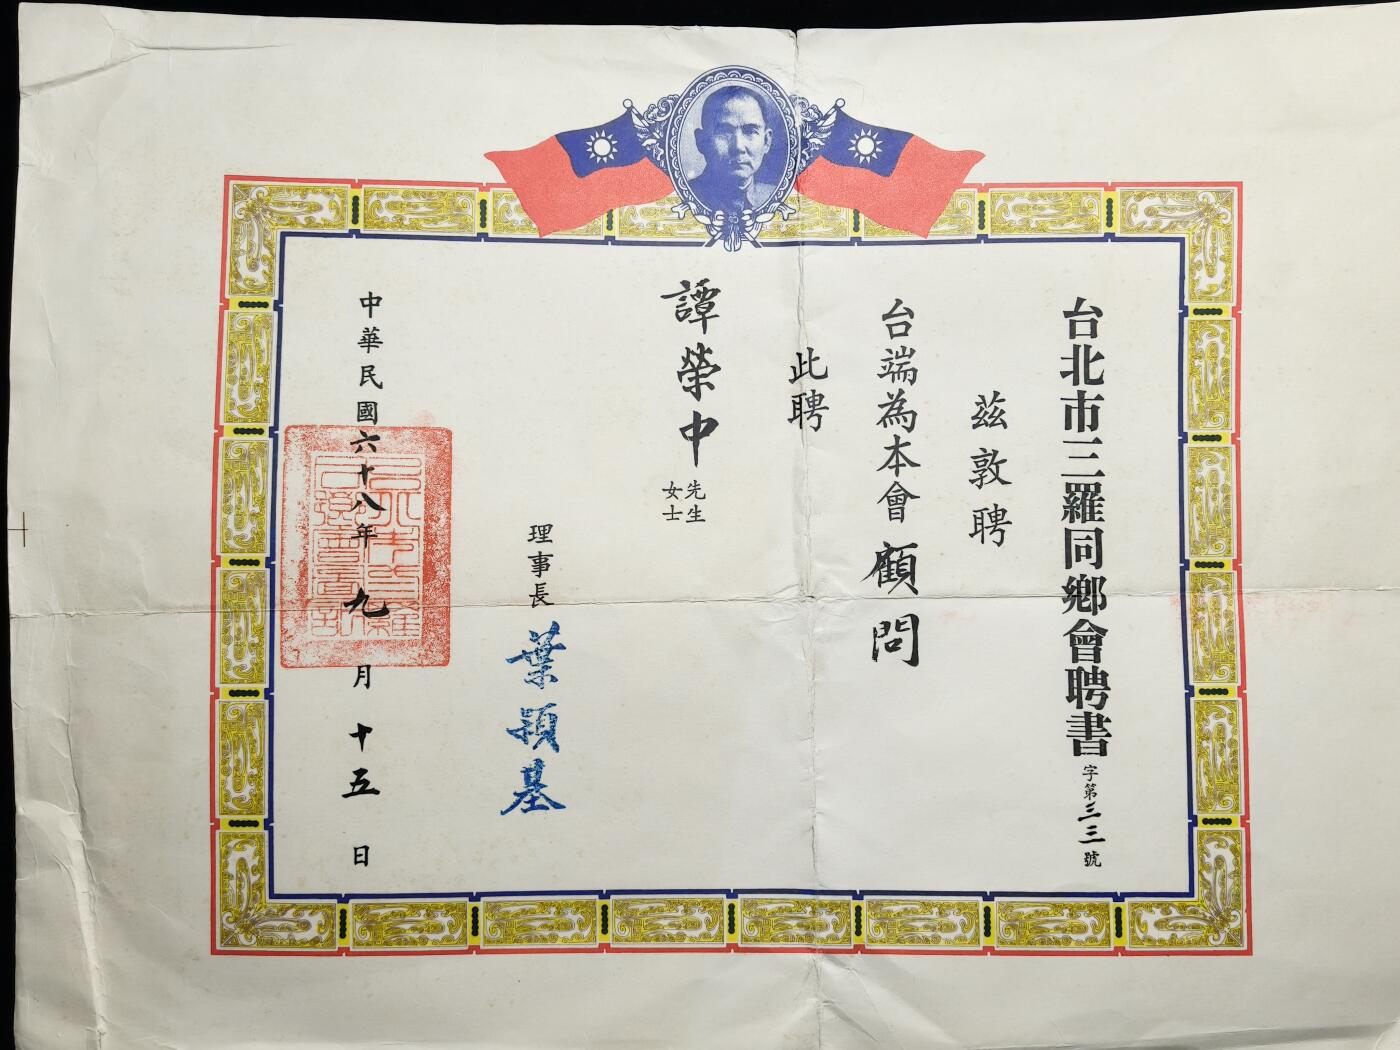 台北市三羅同鄉會聘書 字第三三號
茲敦聘
台端為本會顧問
此聘
譚榮中 先生
女士
理事長 葉穎基
中華民國六十八年九月十五日